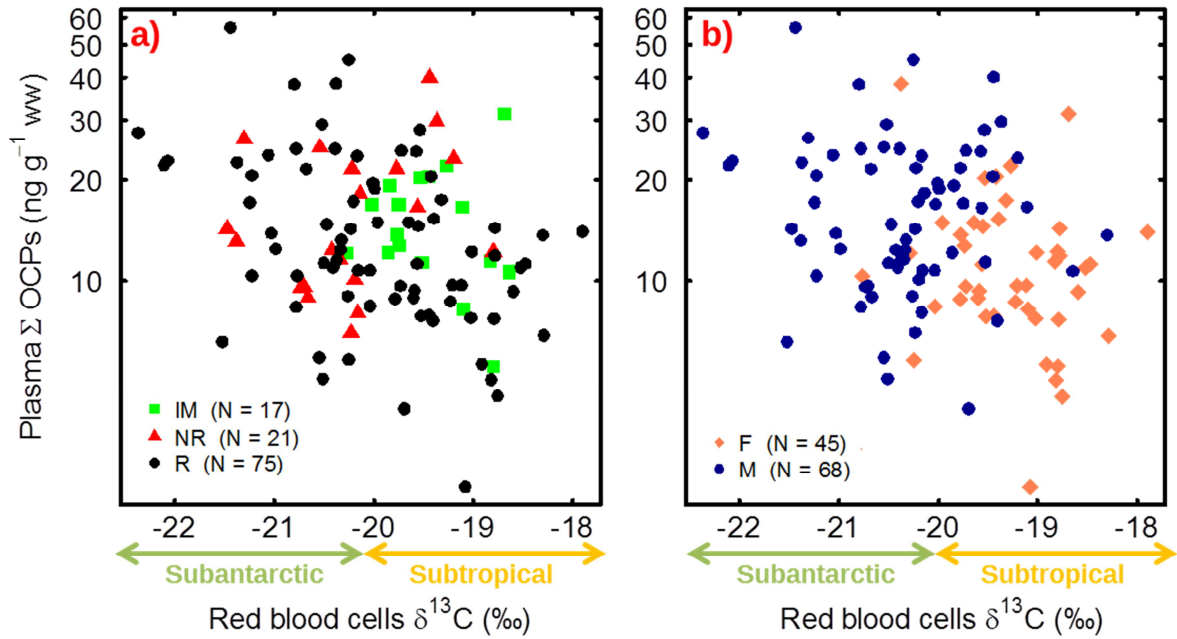 Plasma Σ OCPs (ng g⁻¹ ww)
a)
60
50
40
30
20
10
IM (N = 17)
NR (N = 21)
R (N = 75)
-22 -21 -20 -19 -18
Subantarctic Subtropical
Red blood cells δ¹³C (‰)
b)
60
50
40
30
20
10
F (N = 45)
M (N = 68)
-22 -21 -20 -19 -18
Subantarctic Subtropical
Red blood cells δ¹³C (‰)